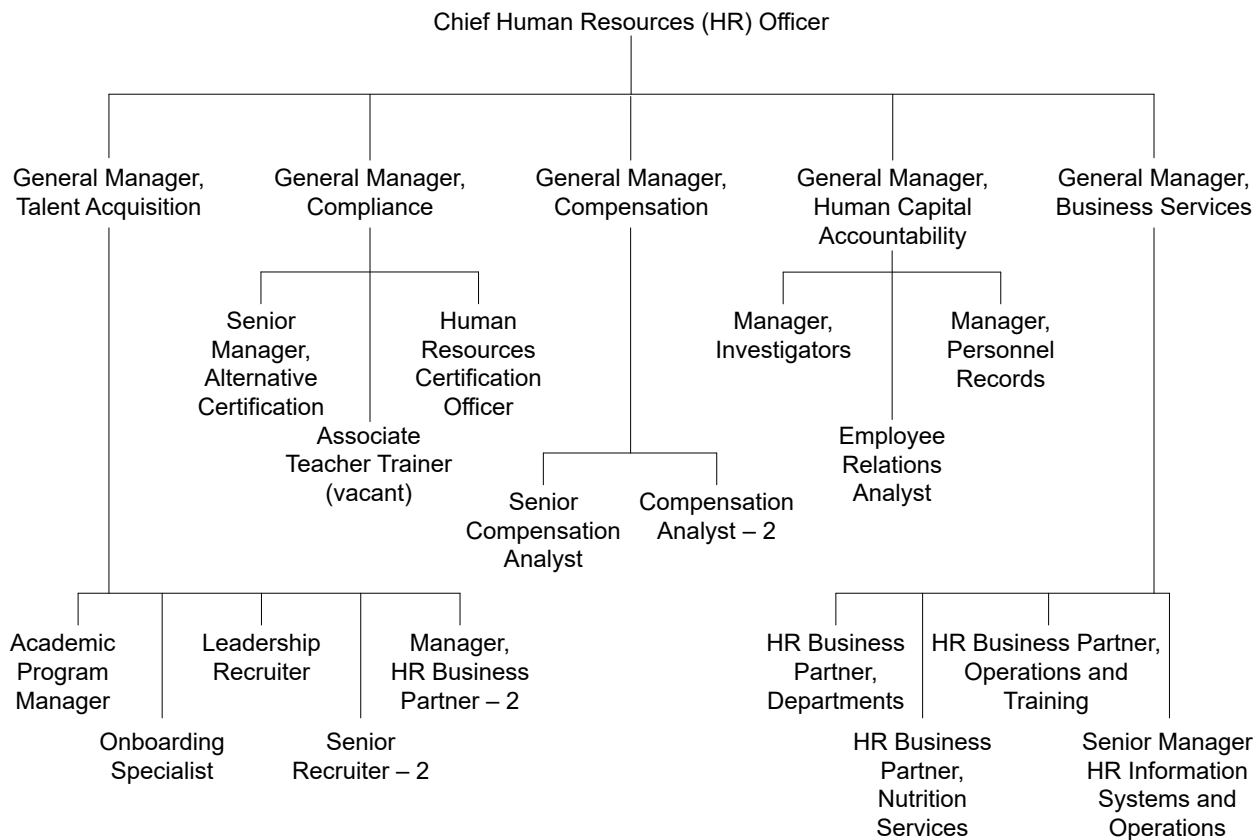 Chief Human Resources (HR) Officer
General Manager,
Talent Acquisition
General Manager,
Compliance
General Manager,
Compensation
General Manager,
Human Capital
Accountability
General Manager,
Business Services
Senior
Manager,
Alternative
Certification
Human
Resources
Certification
Officer
Associate
Teacher Trainer
(vacant)
Senior
Compensation
Analyst
Compensation
Analyst – 2
Manager,
Investigators
Manager,
Personnel
Records
Employee
Relations
Analyst
Academic
Program
Manager
Onboarding
Specialist
Leadership
Recruiter
Senior
Recruiter – 2
Manager,
HR Business
Partner – 2
HR Business
Partner,
Departments
HR Business
Partner,
Nutrition
Services
HR Business Partner,
Operations and
Training
Senior Manager
HR Information
Systems and
Operations